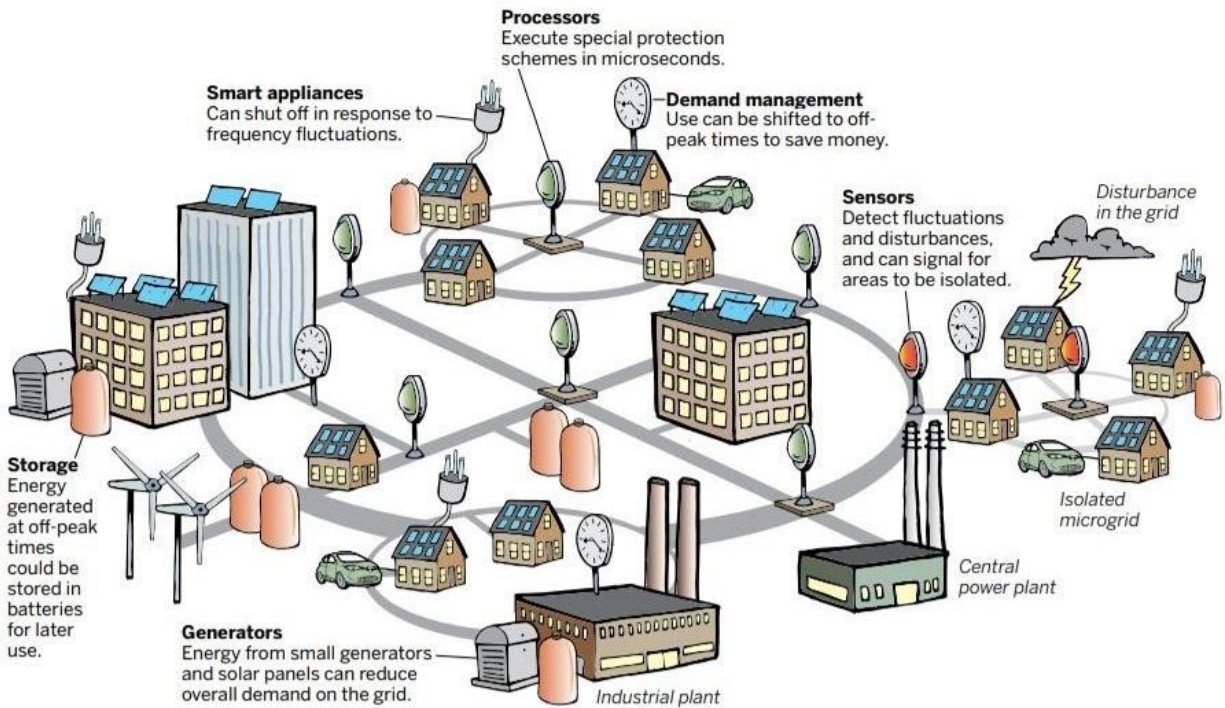 Processors
Execute special protection
schemes in microseconds.
Smart appliances
Can shut off in response to
frequency fluctuations.
Demand management
Use can be shifted to off-
peak times to save money.
Sensors
Detect fluctuations
and disturbances,
and can signal for
areas to be isolated.
Disturbance
in the grid
Storage
Energy
generated
at off-peak
times
could be
stored in
batteries
for later
use.
Isolated
microgrid
Central
power plant
Generators
Energy from small generators
and solar panels can reduce
overall demand on the grid.
Industrial plant